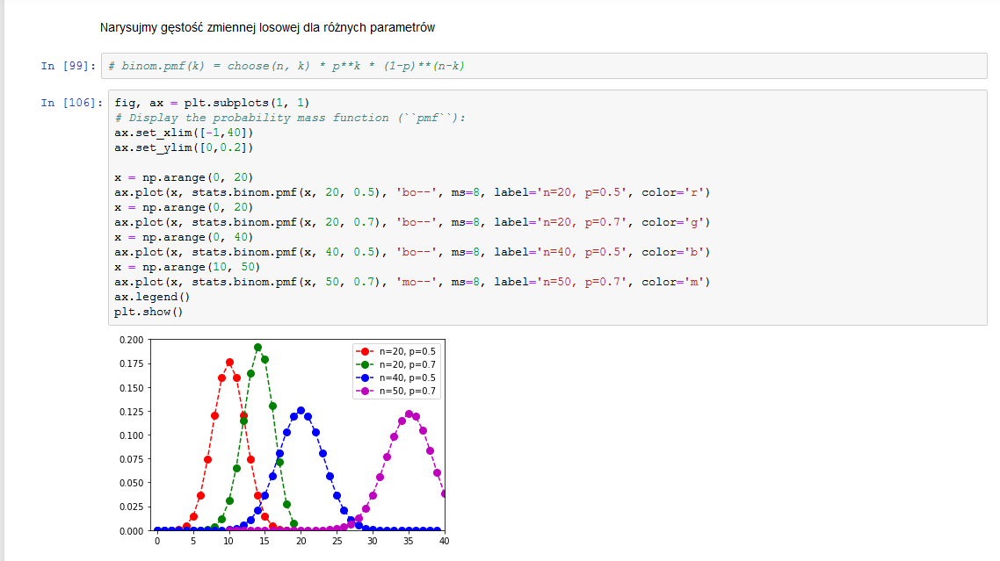 Narysujmy gęstość zmiennej losowej dla różnych parametrów
In [99]: # binom.pmf(k) = choose(n, k) * p**k * (1-p)**(n-k)
In [106]: fig, ax = plt.subplots(1, 1)
# Display the probability mass function (``pmf``):
ax.set_xlim([-1,40])
ax.set_ylim([0,0.2])
x = np.arange(0, 20)
ax.plot(x, stats.binom.pmf(x, 20, 0.5), 'bo--', ms=8, label='n=20, p=0.5', color='r')
x = np.arange(0, 20)
ax.plot(x, stats.binom.pmf(x, 20, 0.7), 'bo--', ms=8, label='n=20, p=0.7', color='g')
x = np.arange(0, 40)
ax.plot(x, stats.binom.pmf(x, 40, 0.5), 'bo--', ms=8, label='n=40, p=0.5', color='b')
x = np.arange(10, 50)
ax.plot(x, stats.binom.pmf(x, 50, 0.7), 'mo--', ms=8, label='n=50, p=0.7', color='m')
ax.legend()
plt.show()
0.200
0.175
0.150
0.125
0.100
0.075
0.050
0.025
0.000
n=20, p=0.5
n=20, p=0.7
n=40, p=0.5
n=50, p=0.7
0 5 10 15 20 25 30 35 40